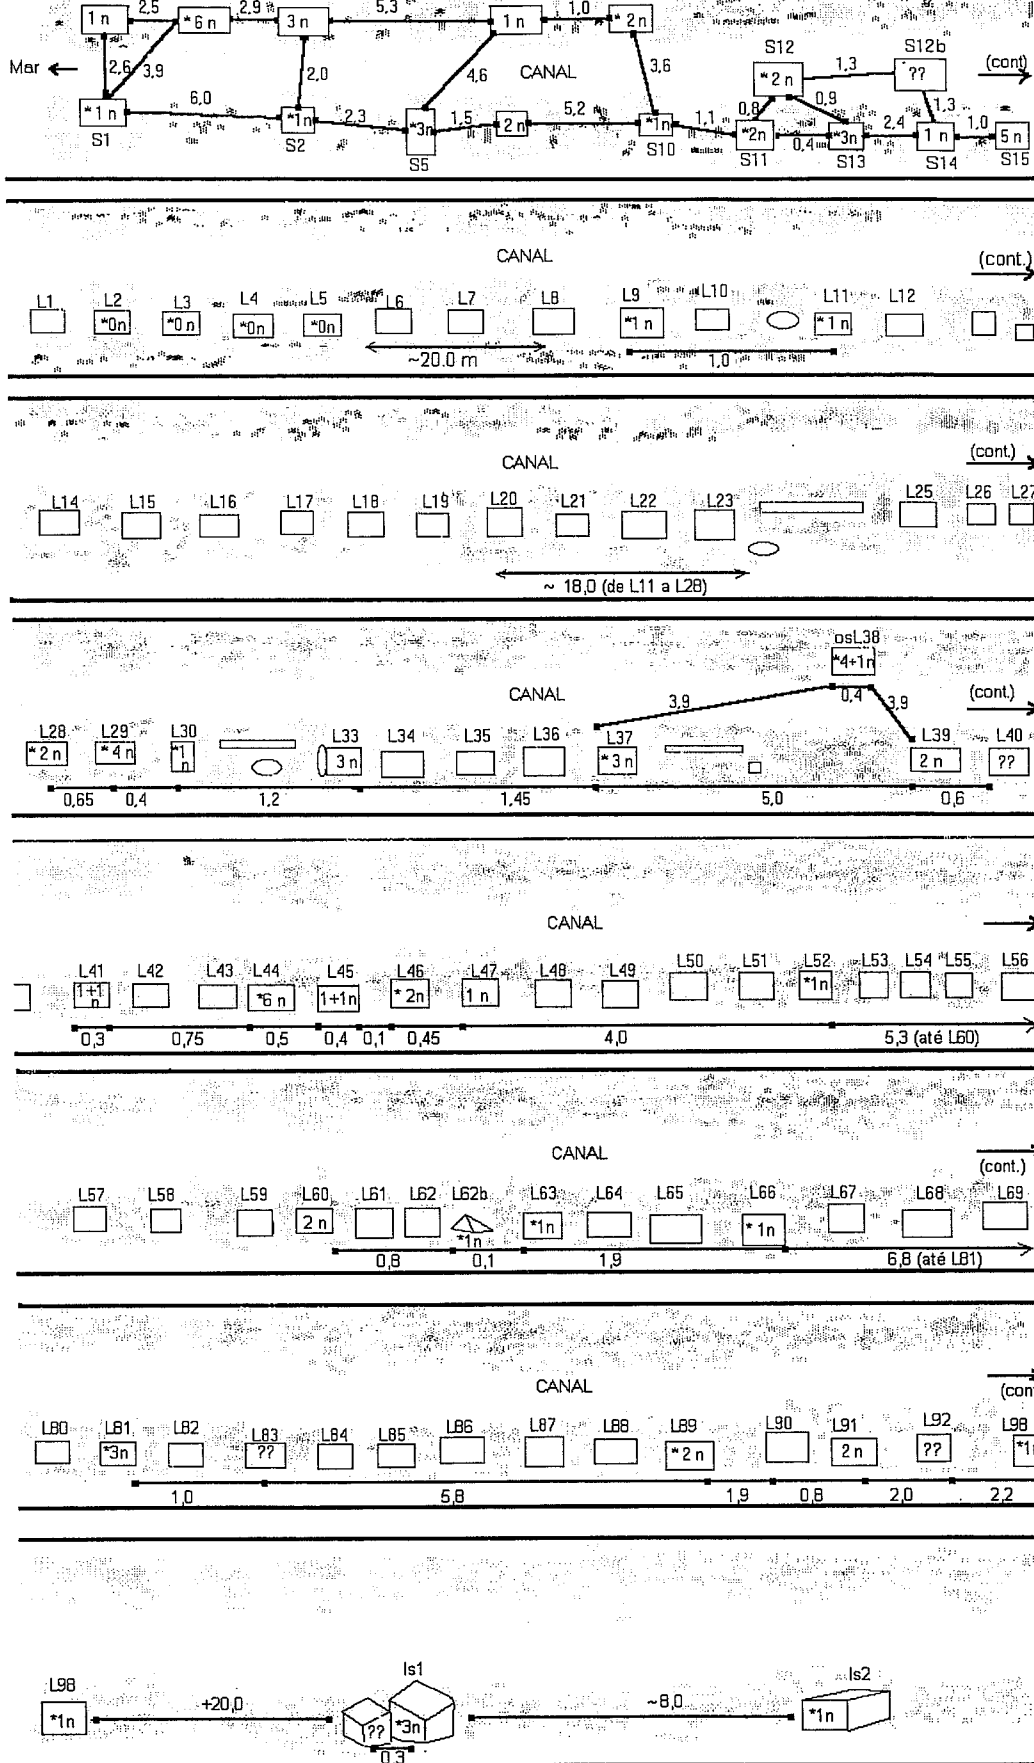 2,5 2,9 5,3 1,0
1 n *6 n 3 n 1 n * 2n
S12 S12b
Mar 2,6 3,9 2,0 4,6 CANAL 3,6 *2 n 1,3 ?? (cont)
6,0 2,3 1,5 5,2 1,1 0,8 0,9 2,4 1,3 1,0
*1 n *1n *3n 2 n *1n *2n 0,4 *3n 1 n 5 n
S1 S2 S5 S10 S11 S13 S14 S15
CANAL
(cont.)
L1 L2 L3 L4 L5 L6 L7 L8 L9 L10 L11 L12
*0n *0n *0n *0n *1 n *1 n
~20.0 m 1,0
CANAL
(cont.)
L14 L15 L16 L17 L18 L19 L20 L21 L22 L23 L25 L26 L27
~ 18,0 (de L11 a L28)
osL38
*4+1n
CANAL 3,9 0,4 3,9 (cont.)
L28 L29 L30 L33 L34 L35 L36 L37 L39 L40
* 2 n * 4 n *1 n 3 n * 3 n 2 n ??
0,65 0,4 1,2 1,45 5,0 0,6
CANAL
L41 L42 L43 L44 L45 L46 L47 L48 L49 L50 L51 L52 L53 L54 L55 L56
1+1 n *6 n 1+1n * 2n 1 n *1n
0,3 0,75 0,5 0,4 0,1 0,45 4,0 5,3 (até L60)
CANAL
(cont.)
L57 L58 L59 L60 L61 L62 L62b L63 L64 L65 L66 L67 L68 L69
2 n *1n *1n * 1n
0,8 0,1 1,9 6,8 (até L81)
CANAL
(con
L80 L81 L82 L83 L84 L85 L86 L87 L88 L89 L90 L91 L92 L98
*3n ?? * 2 n 2 n ?? *1n
1,0 5,8 1,9 0,8 2,0 2,2
L98 Is1 Is2
*1n +20,0 ?? *3n ~8,0 *1n
0,3